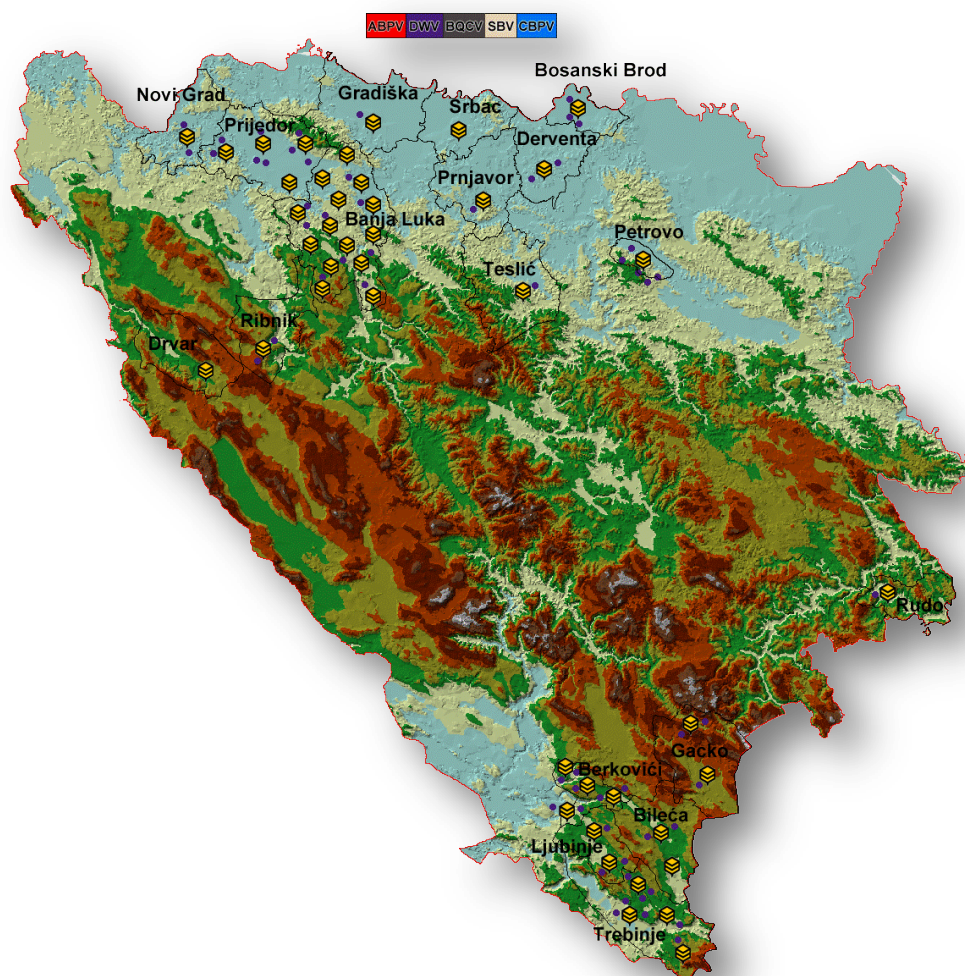 ABPV DWV BQCV SBV CBPV
Bosanski Brod
Novi Grad
Gradiška
Srbac
Prijedor
Derventa
Prnjavor
Banja Luka
Petrovo
Teslić
Ribnik
Drvar
Rudo
Gacko
Berkovići
Bileća
Ljubinje
Trebinje